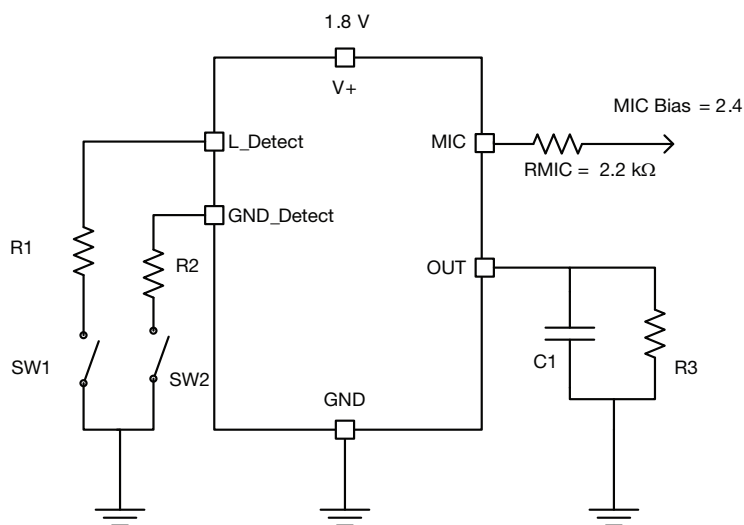 1.8 V
V+
MIC Bias = 2.4
L_Detect
MIC
RMIC = 2.2 kΩ
GND_Detect
R1
R2
OUT
SW1
SW2
C1
R3
GND